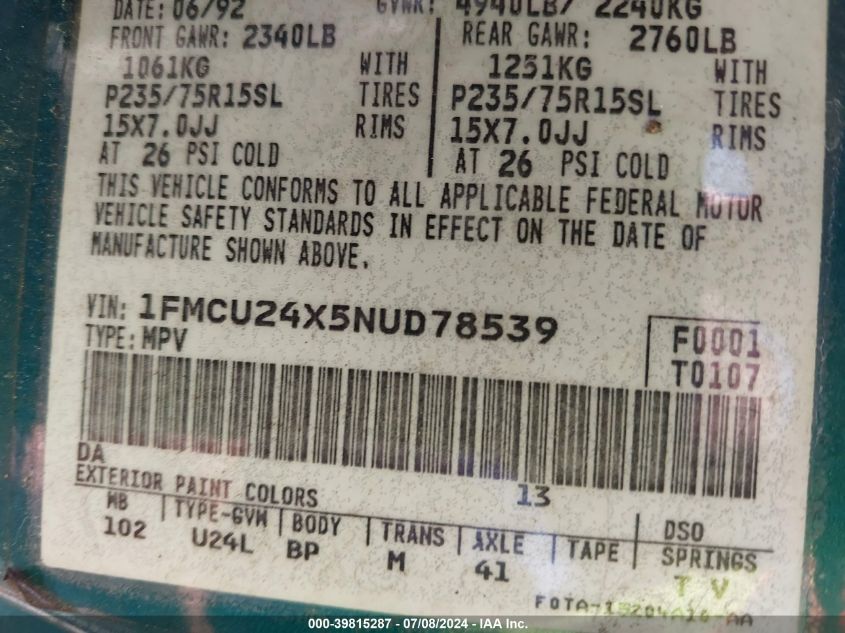 DATE: 06/92 GVWR: 4940LB/ 2240KG
FRONT GAWR: 2340LB REAR GAWR: 2760LB
1061KG WITH 1251KG WITH
P235/75R15SL TIRES P235/75R15SL TIRES
15X7.0JJ RIMS 15X7.0JJ RIMS
AT 26 PSI COLD AT 26 PSI COLD
THIS VEHICLE CONFORMS TO ALL APPLICABLE FEDERAL MOTOR
VEHICLE SAFETY STANDARDS IN EFFECT ON THE DATE OF
MANUFACTURE SHOWN ABOVE.
VIN: 1FMCU24X5NUD78539
TYPE: MPV
F0001
T0107
DA
EXTERIOR PAINT COLORS 13 DSO
WB TYPE-GVW BODY TRANS AXLE TAPE SPRINGS
102 U24L BP M 41 T V
000-39815287 - 07/08/2024 - IAA Inc.